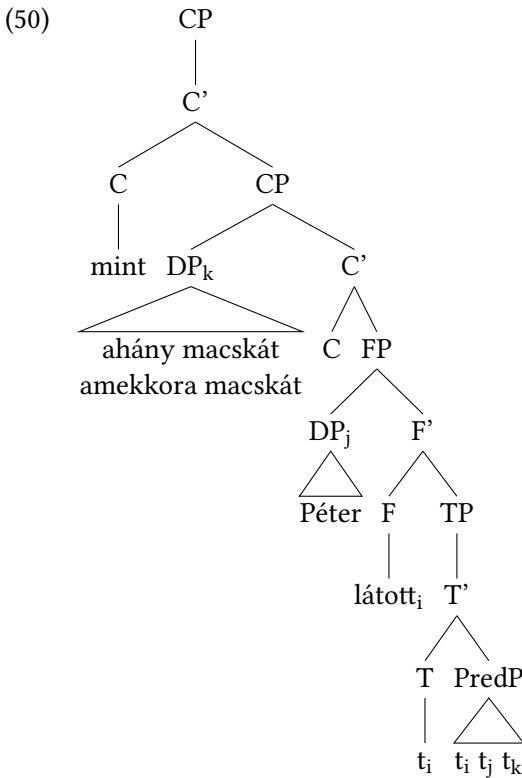 (50) CP
C’
C CP
mint DPk C’
ahány macskát C FP
amekkora macskát
DPj F’
Péter F TP
látotti T’
T PredP
ti ti tj tk